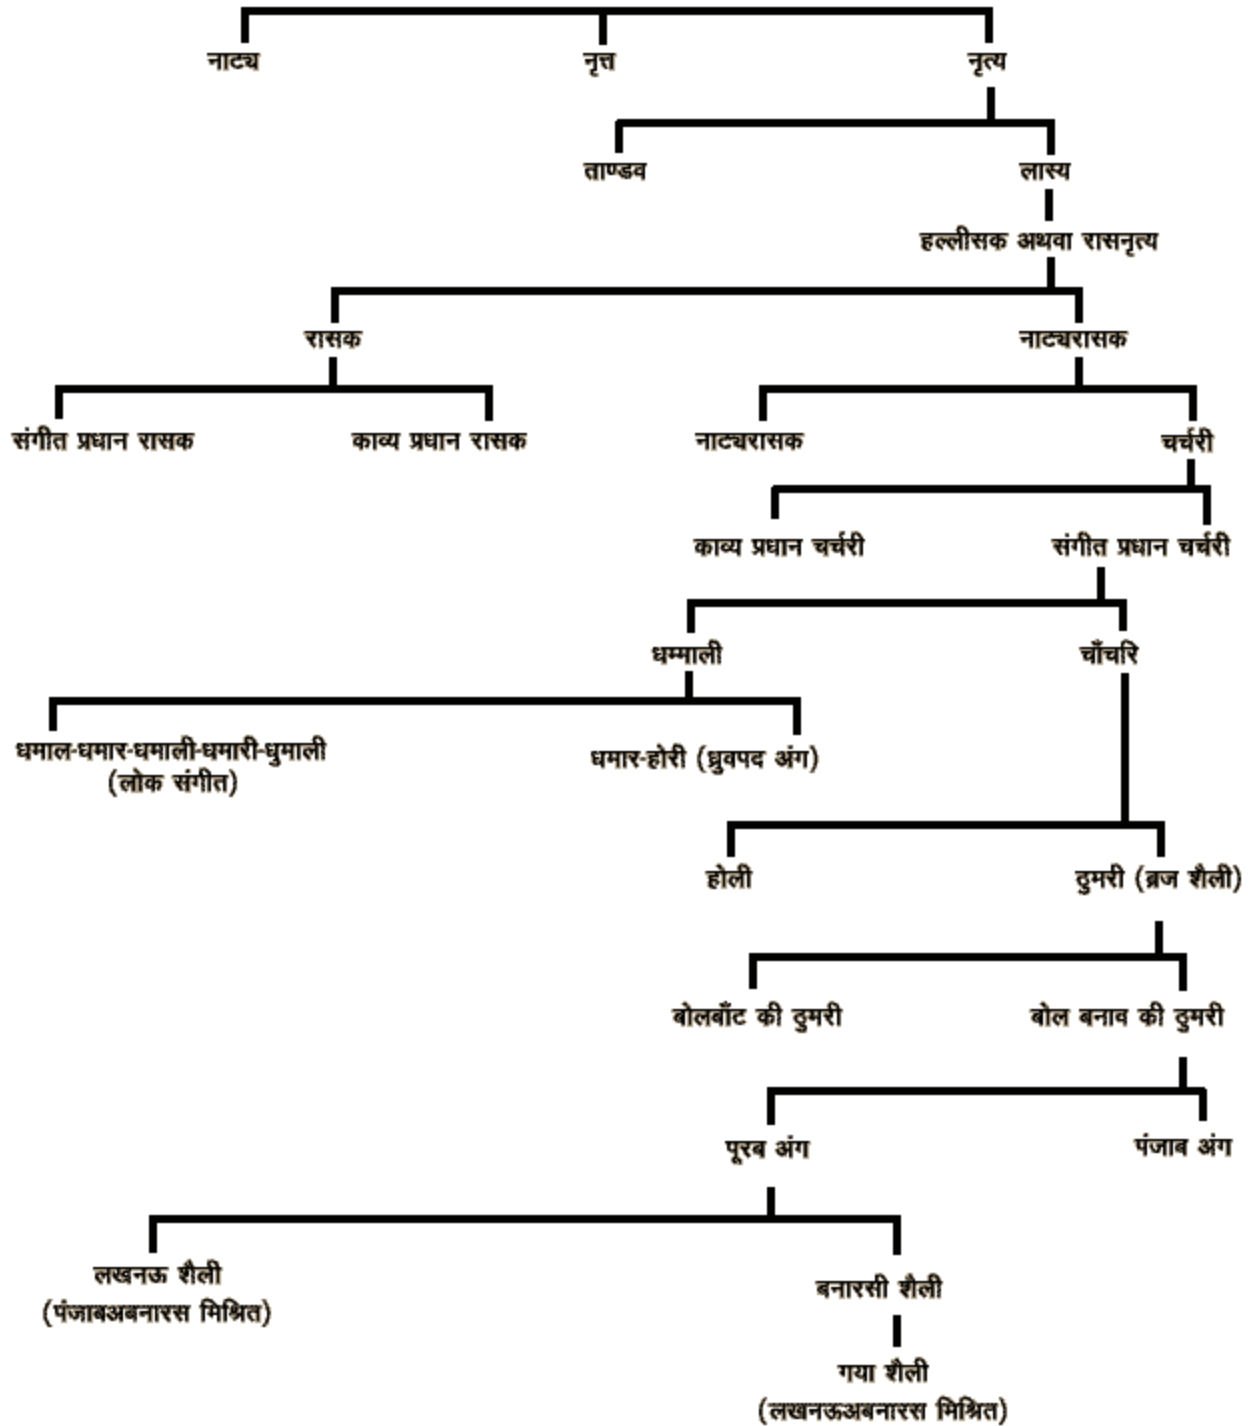 नाट्य
नृत्त
नृत्य
ताण्डव
लास्य
हल्लीसक अथवा रासनृत्य
रासक
नाट्यरासक
संगीत प्रधान रासक
काव्य प्रधान रासक
नाट्यरासक
चर्चरी
काव्य प्रधान चर्चरी
संगीत प्रधान चर्चरी
धम्माली
चाँचरि
धमाल-धमार-धमाली-धमारी-धुमाली
(लोक संगीत)
धमार-होरी (ध्रुवपद अंग)
होली
ठुमरी (ब्रज शैली)
बोलबाँट की ठुमरी
बोल बनाव की ठुमरी
पूरब अंग
पंजाब अंग
लखनऊ शैली
(पंजाबअबनारस मिश्रित)
बनारसी शैली
गया शैली
(लखनऊअबनारस मिश्रित)